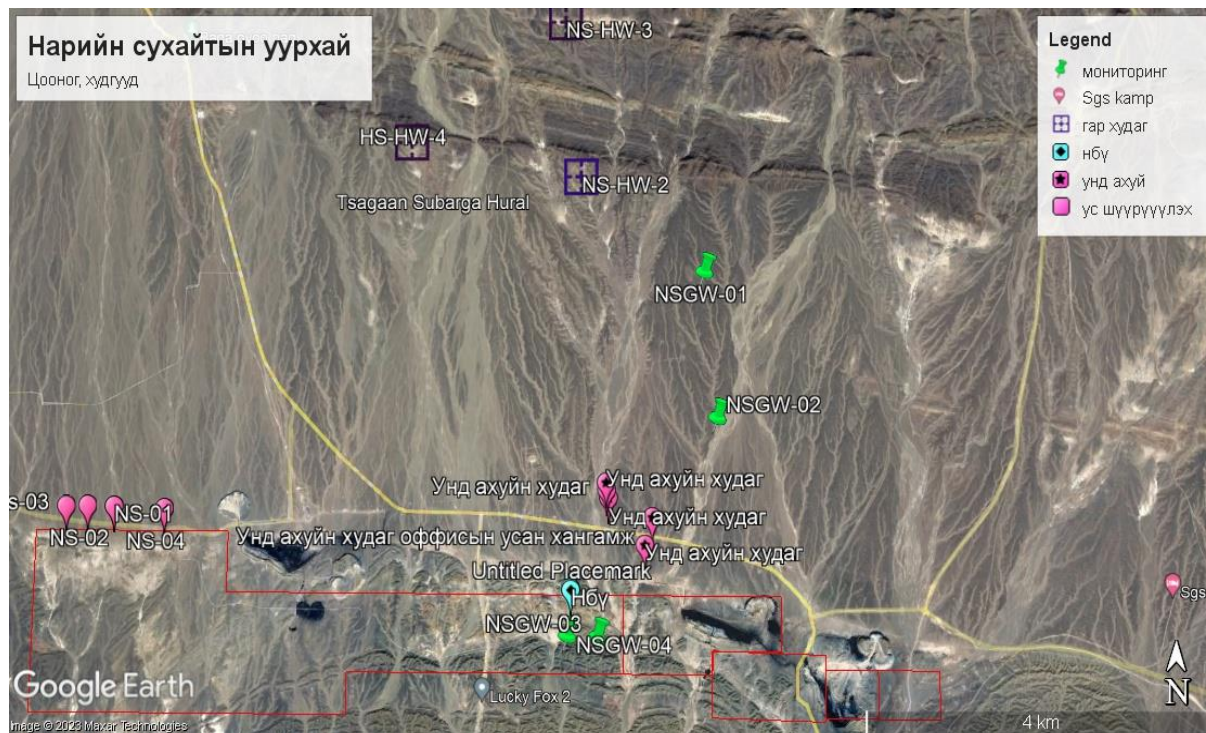 Нарийн сухайтын уурхай
Цооног, худгууд
NS-HW-3
Legend
мониторинг
Sgs kamp
гар худаг
нбү
унд ахуй
ус шүүрүүүлэх
HS-HW-4
NS-HW-2
Tsagaan Subarga Hural
NSGW-01
NSGW-02
Унд ахуйн худаг
Унд ахуйн худаг
s-03
NS-01
NS-02
NS-04
Унд ахуйн худаг
Унд ахуйн худаг оффисын усан хангамж
Унд ахуйн худаг
Untitled Placemark
Нбү
NSGW-03
NSGW-04
Sgs
Lucky Fox 2
Google Earth
Image © 2023 Maxar Technologies
N
4 km